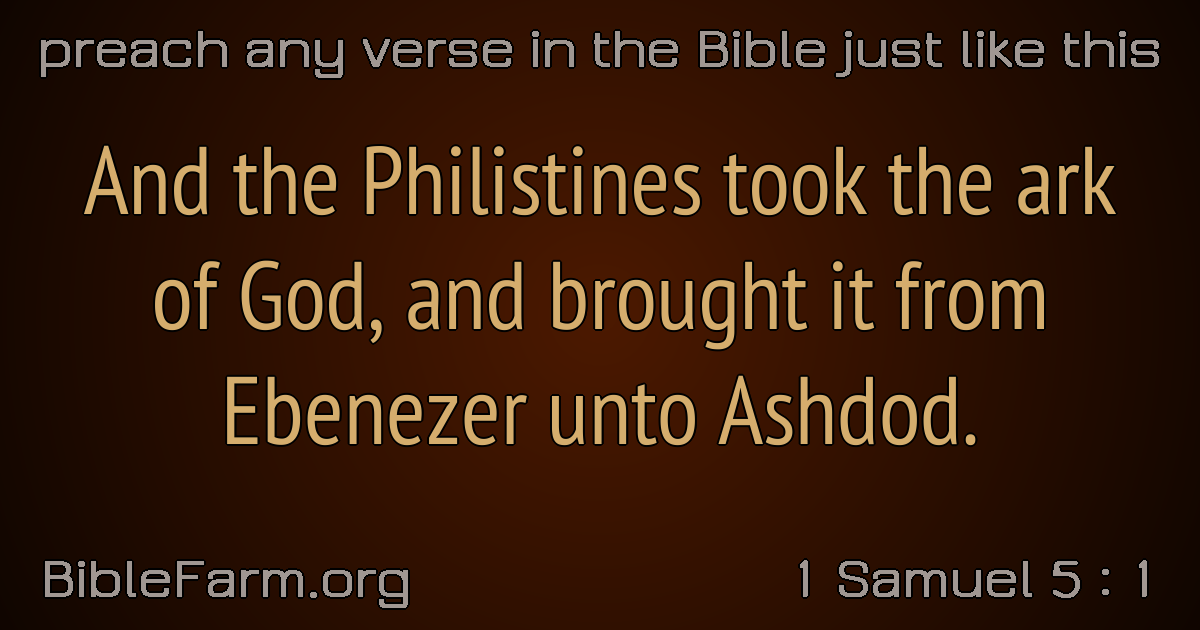 preach any verse in the Bible just like this
And the Philistines took the ark
of God, and brought it from
Ebenezer unto Ashdod.
BibleFarm.org
1 Samuel 5 : 1